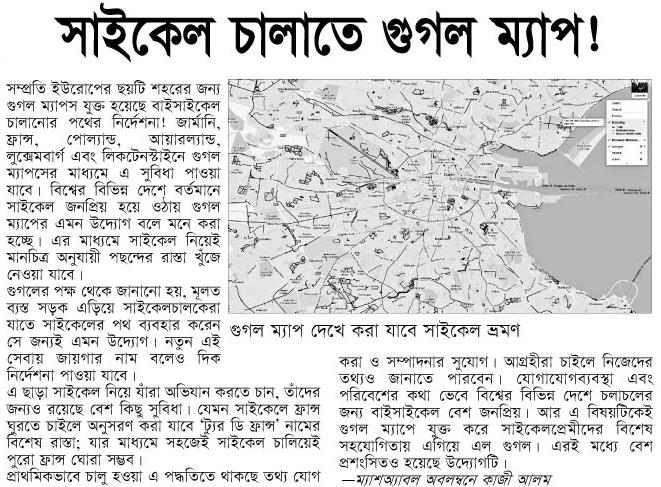 সাইকেল চালাতে গুগল ম্যাপ!
সম্প্রতি ইউরোপের ছয়টি শহরের জন্য
গুগল ম্যাপস যুক্ত হয়েছে বাইসাইকেল
চালানোর পথের নির্দেশনা! জার্মানি,
ফ্রান্স, পোল্যান্ড, আয়ারল্যান্ড,
লুক্সেমবার্গ এবং লিকটেনস্টাইনে গুগল
ম্যাপসের মাধ্যমে এ সুবিধা পাওয়া
যাবে। বিশ্বের বিভিন্ন দেশে বর্তমানে
সাইকেল জনপ্রিয় হয়ে ওঠায় গুগল
ম্যাপের এমন উদ্যোগ বলে মনে করা
হচ্ছে। এর মাধ্যমে সাইকেল নিয়েই
মানচিত্র অনুযায়ী পছন্দের রাস্তা খুঁজে
নেওয়া যাবে।
গুগলের পক্ষ থেকে জানানো হয়, মূলত
ব্যস্ত সড়ক এড়িয়ে সাইকেলচালকেরা
যাতে সাইকেলের পথ ব্যবহার করেন
সে জন্যই এমন উদ্যোগ। নতুন এই
সেবায় জায়গার নাম বলেও দিক
নির্দেশনা পাওয়া যাবে।
এ ছাড়া সাইকেল নিয়ে যাঁরা অভিযান করতে চান, তাঁদের
জন্যও রয়েছে বেশ কিছু সুবিধা। যেমন সাইকেলে ফ্রান্স
ঘুরতে চাইলে অনুসরণ করা যাবে ‘ট্যুর ডি ফ্রান্স’ নামের
বিশেষ রাস্তা; যার মাধ্যমে সহজেই সাইকেল চালিয়েই
পুরো ফ্রান্স ঘোরা সম্ভব।
প্রাথমিকভাবে চালু হওয়া এ পদ্ধতিতে থাকছে তথ্য যোগ
গুগল ম্যাপ দেখে করা যাবে সাইকেল ভ্রমণ
করা ও সম্পাদনার সুযোগ। আগ্রহীরা চাইলে নিজেদের
তথ্যও জানাতে পারবেন। যোগাযোগব্যবস্থা এবং
পরিবেশের কথা ভেবে বিশ্বের বিভিন্ন দেশে চলাচলের
জন্য বাইসাইকেল বেশ জনপ্রিয়। আর এ বিষয়টিকেই
গুগল ম্যাপে যুক্ত করে সাইকেলপ্রেমীদের বিশেষ
সহযোগিতায় এগিয়ে এল গুগল। এরই মধ্যে বেশ
প্রশংসিতও হয়েছে উদ্যোগটি।
—ম্যাশঅ্যাবল অবলম্বনে কাজী আলম